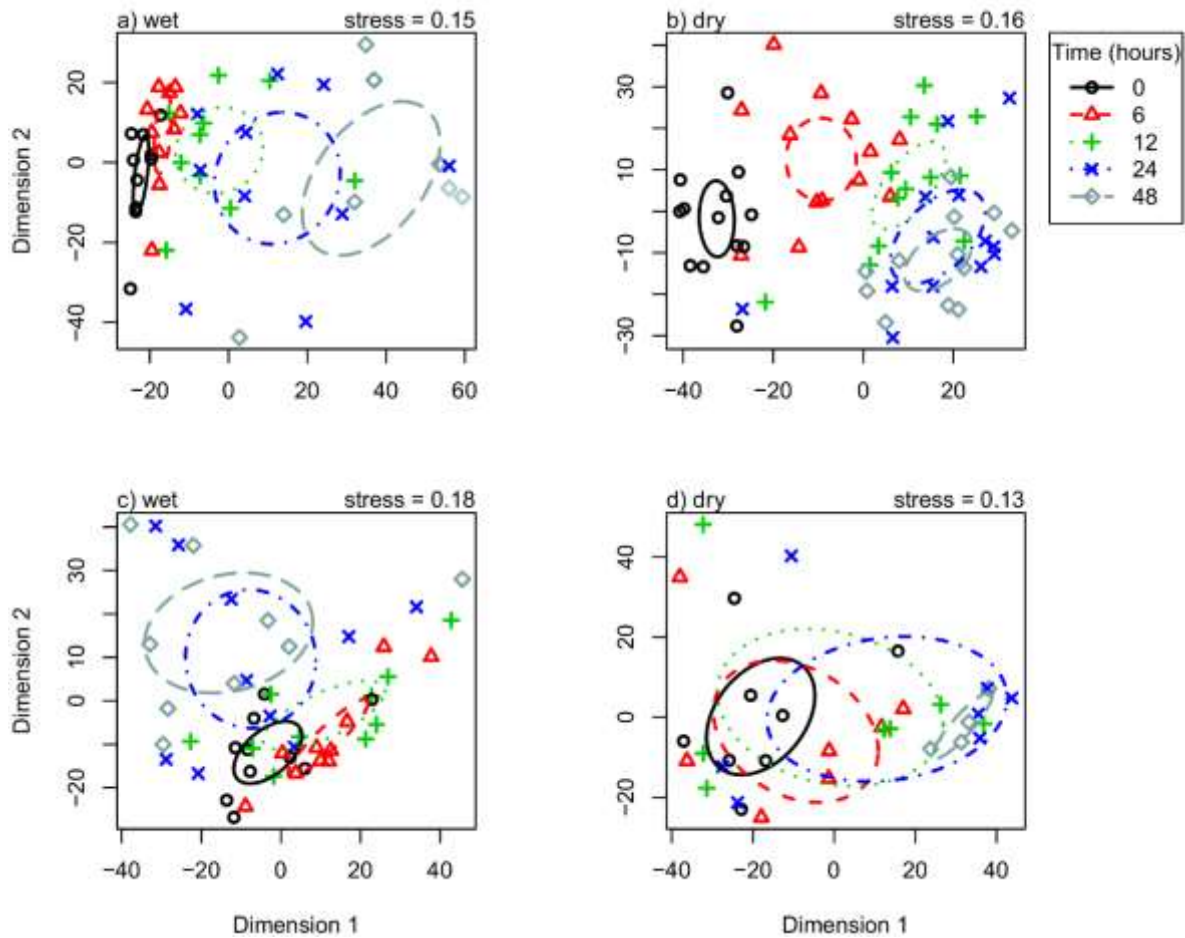 a) wet stress = 0.15
b) dry stress = 0.16
Time (hours)
0
6
12
24
48
Dimension 2
20
0
−20
−40
−20 0 20 40 60
30
10
−10
−30
−40 −20 0 20
c) wet stress = 0.18
d) dry stress = 0.13
Dimension 2
30
10
0
−20
−40 −20 0 20 40
40
20
0
−20
−40 −20 0 20 40
Dimension 1
Dimension 1